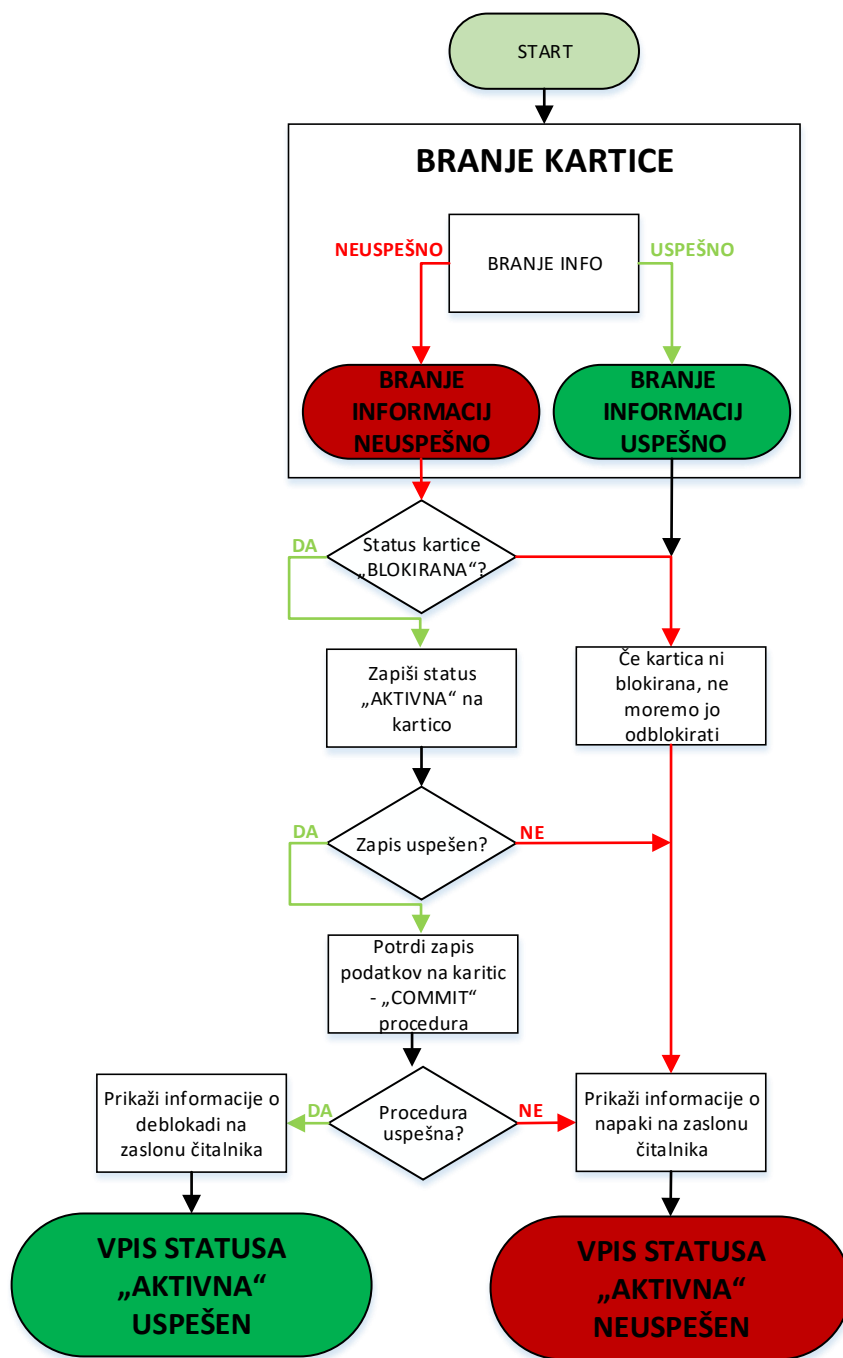 START
BRANJE KARTICE
NEUSPEŠNO
USPEŠNO
BRANJE INFO
BRANJE
INFORMACIJ
NEUSPEŠNO
BRANJE
INFORMACIJ
USPEŠNO
DA
Status kartice
„BLOKIRANA“?
Zapiši status
„AKTIVNA“ na
kartico
Če kartica ni
blokirana, ne
moremo jo
odblokirati
DA
Zapis uspešen?
NE
Potrdi zapis
podatkov na karitic
- „COMMIT“
procedura
Prikaži informacije o
deblokadi na
zaslonu čitalnika
DA
Procedura
uspešna?
NE
Prikaži informacije o
napaki na zaslonu
čitalnika
VPIS STATUSA
„AKTIVNA“
USPEŠEN
VPIS STATUSA
„AKTIVNA“
NEUSPEŠEN